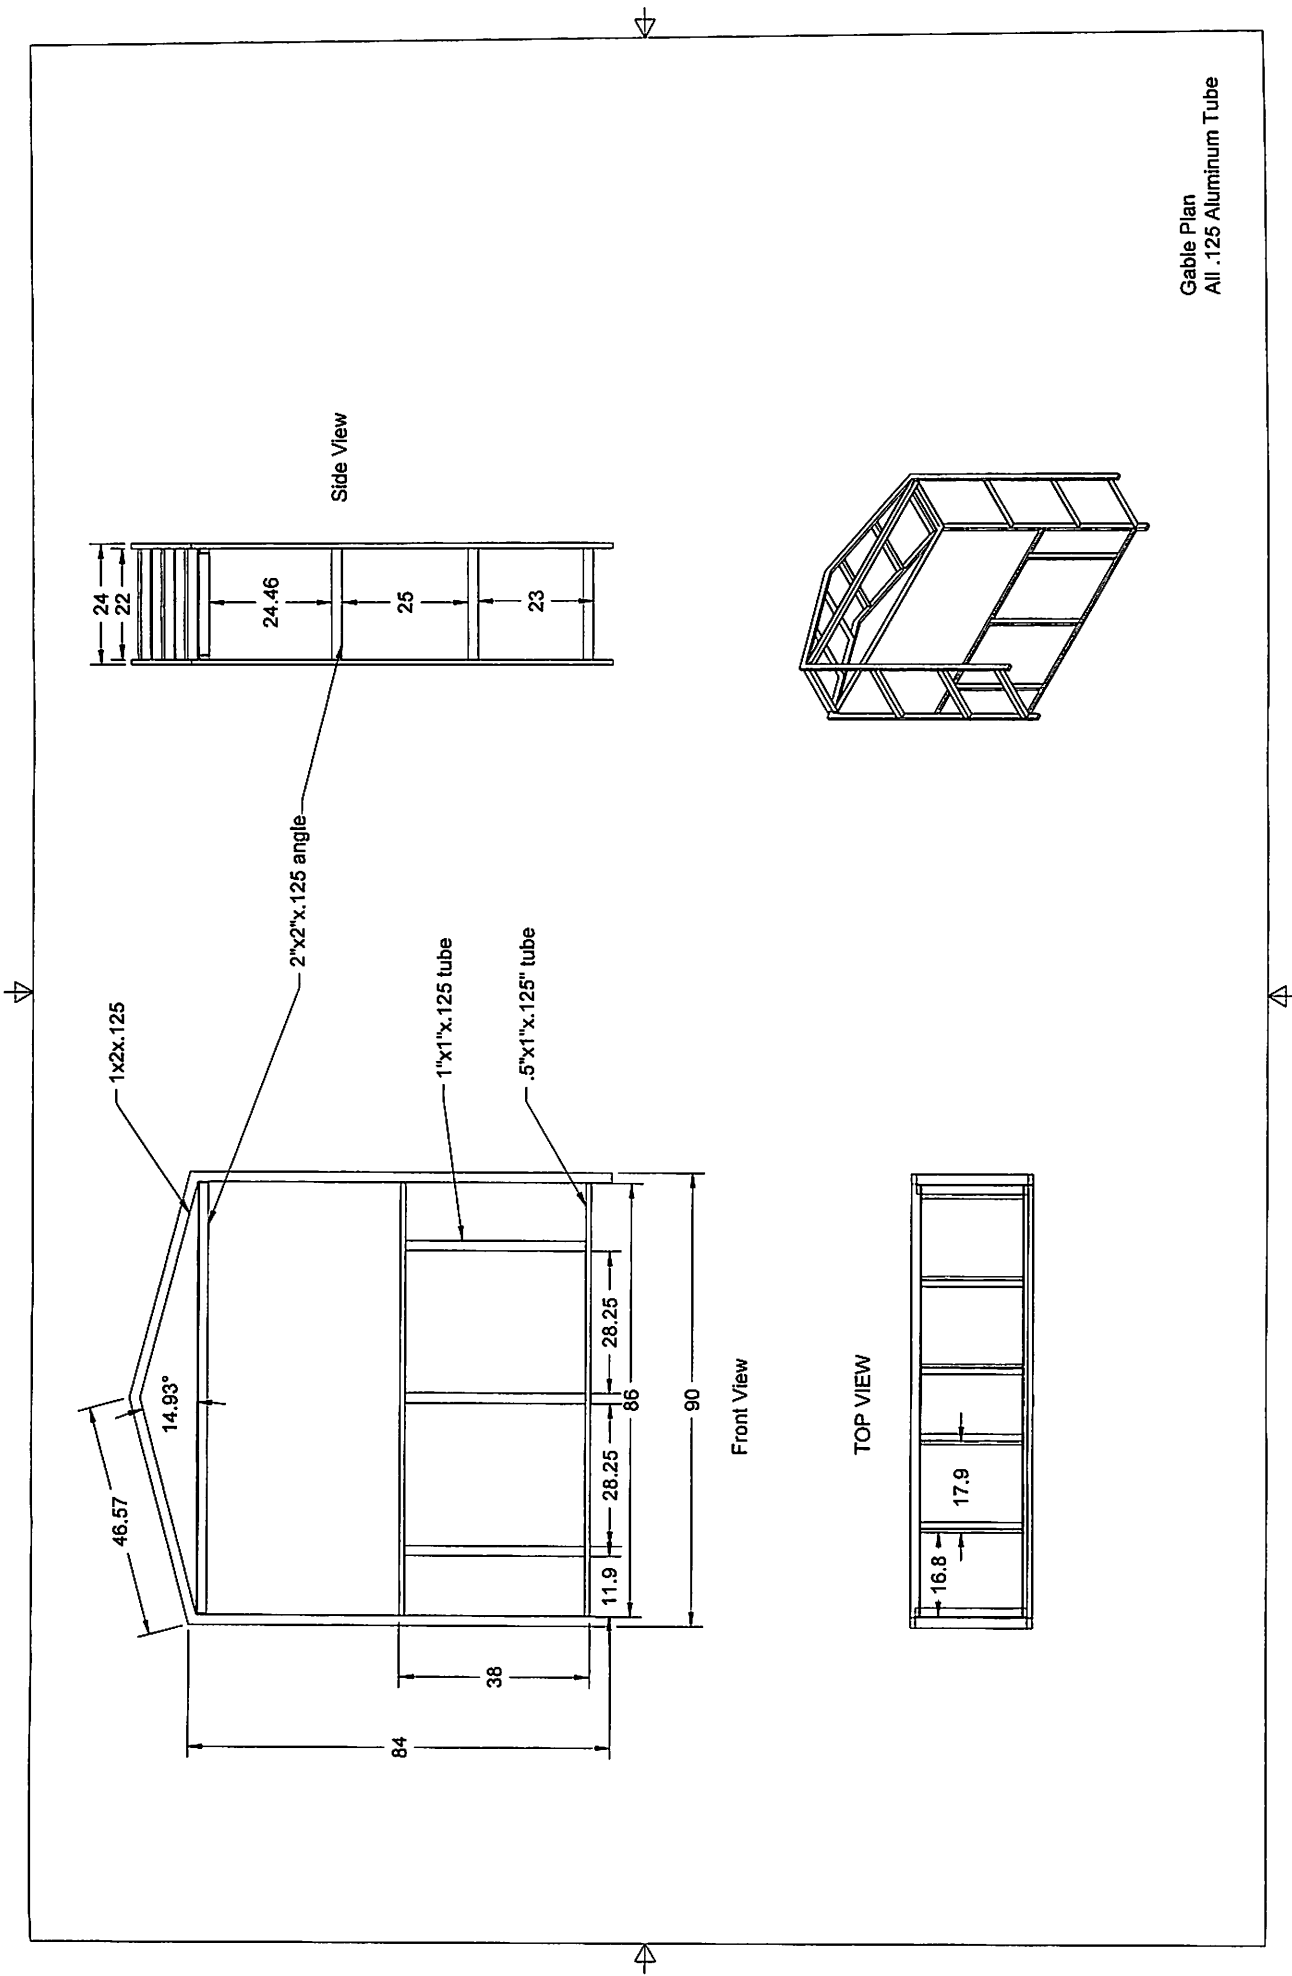 1x2x.125
46.57
14.93°
2"x2"x.125 angle
84
38
1"x1"x.125 tube
.5"x1"x.125" tube
11.9
28.25
28.25
86
90
Front View
24
22
24.46
25
23
Side View
TOP VIEW
16.8
17.9
Gable Plan
All .125 Aluminum Tube